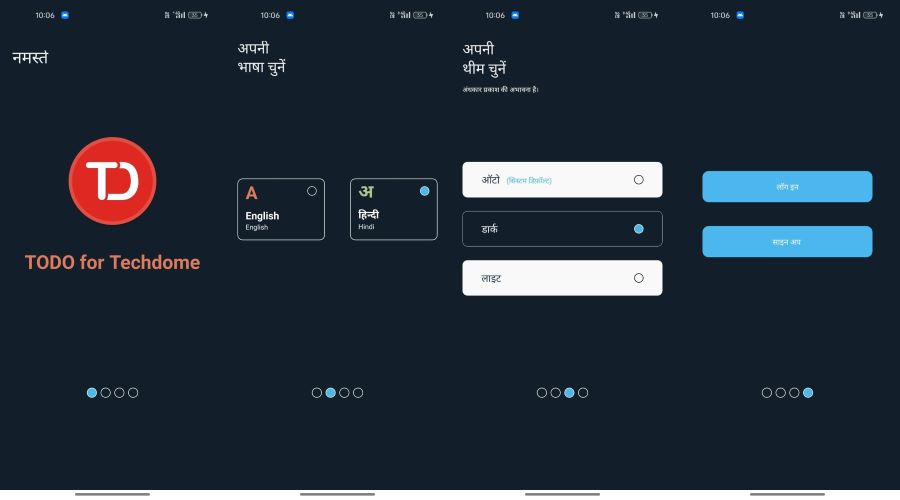 10:06
नमस्ते
TD
TODO for Techdome
10:06
अपनी
भाषा चुनें
A
English
English
अ
हिन्दी
Hindi
10:06
अपनी
थीम चुनें
अंधकार प्रकाश की अभावना है।
ऑटो (सिस्टम डिफ़ॉल्ट)
डार्क
लाइट
10:06
लॉग इन
साइन अप